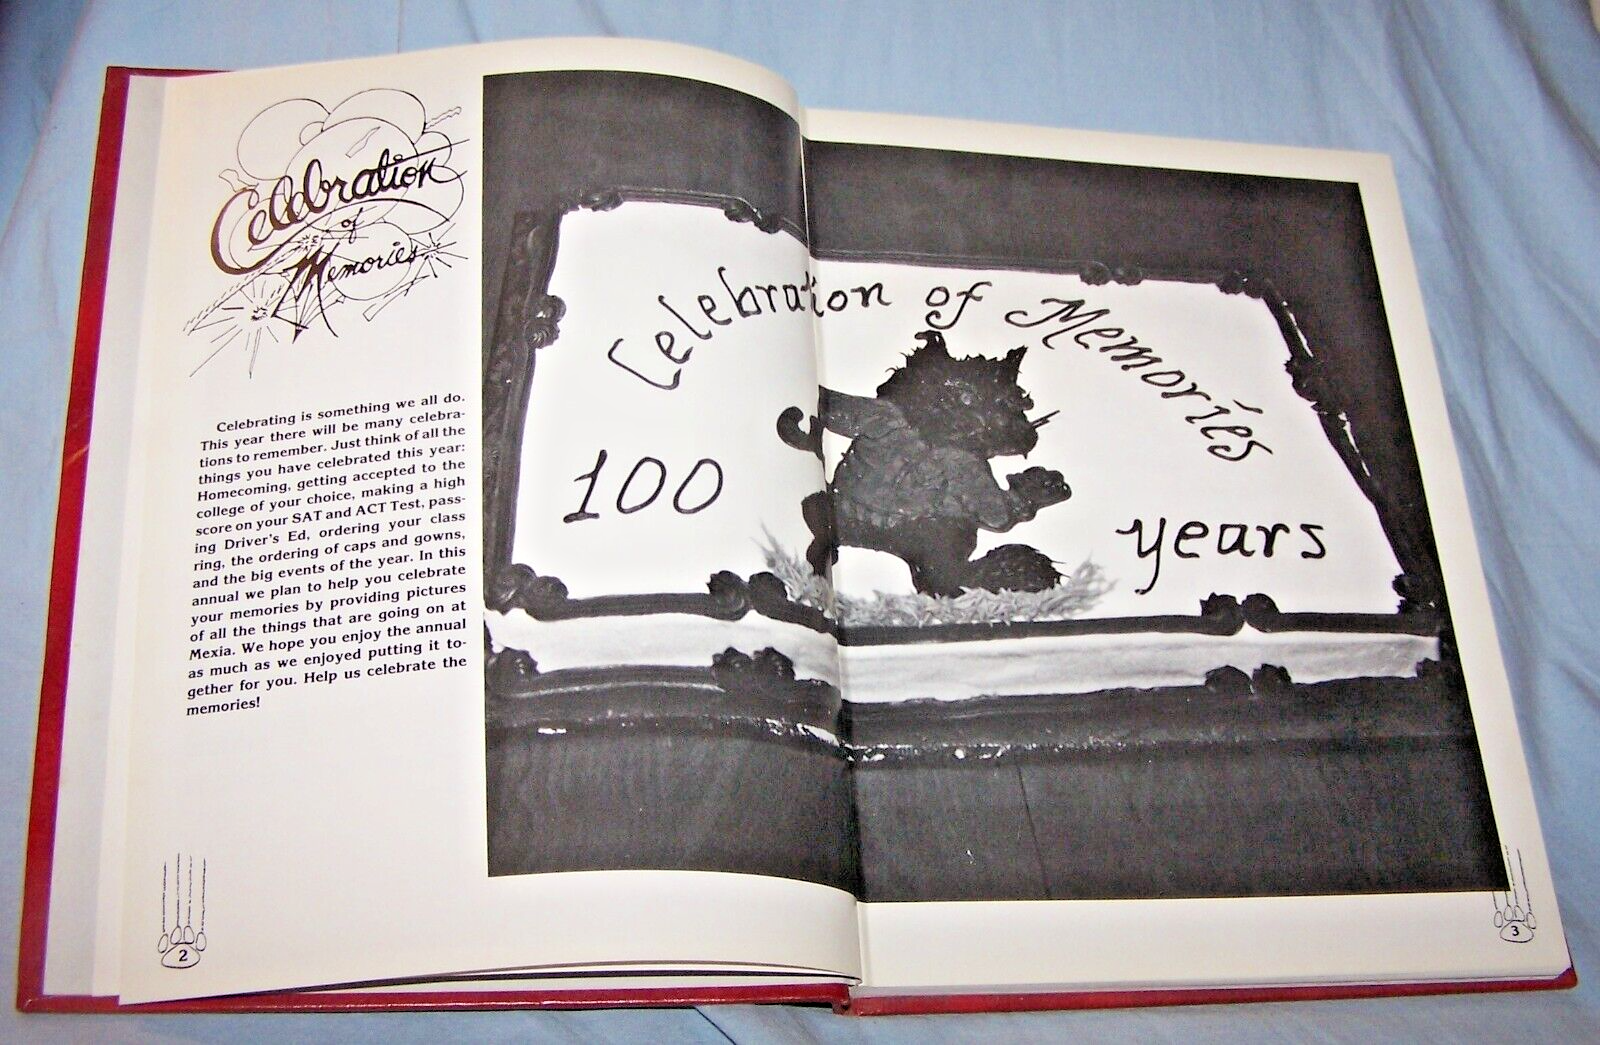 Celebration
of
Memories!
Celebrating is something we all do.
This year there will be many celebra-
tions to remember. Just think of all the
things you have celebrated this year:
Homecoming, getting accepted to the
college of your choice, making a high
score on your SAT and ACT Test, pass-
ing Driver's Ed, ordering your class
ring, the ordering of caps and gowns,
and the big events of the year. In this
annual we plan to help you celebrate
your memories by providing pictures
of all the things that are going on at
Mexia. We hope you enjoy the annual
as much as we enjoyed putting it to-
gether for you. Help us celebrate the
memories!
2
Celebration of Memories
100 years
3